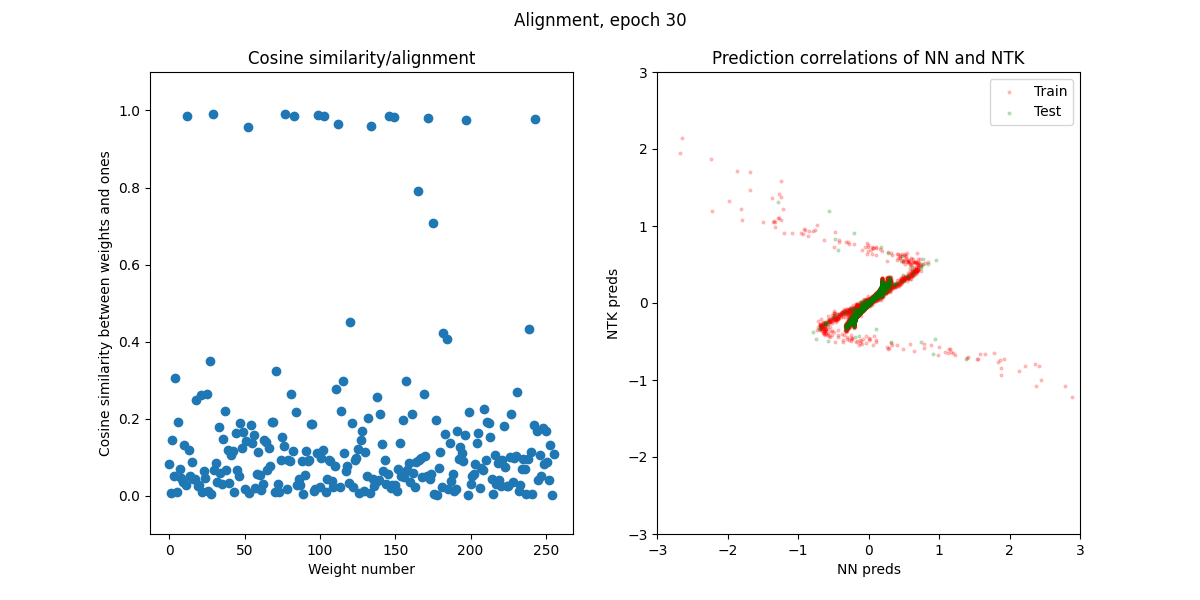 Alignment, epoch 30
Cosine similarity/alignment
Cosine similarity between weights and ones
1.0
0.8
0.6
0.4
0.2
0.0
0
50
100
150
200
250
Weight number
Prediction correlations of NN and NTK
NTK preds
3
2
1
0
−1
−2
−3
−3
−2
−1
0
1
2
3
NN preds
Train
Test